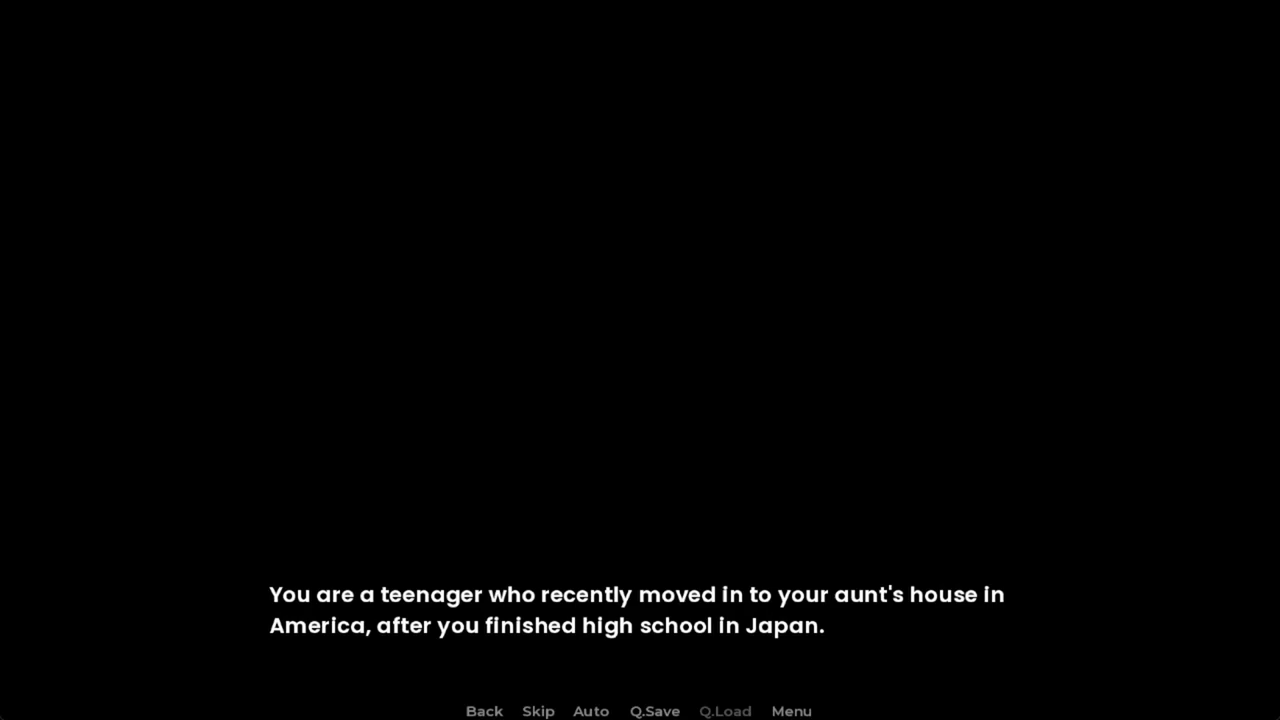 You are a teenager who recently moved in to your aunt's house in
America, after you finished high school in Japan.
Back Skip Auto Q.Save Q.Load Menu